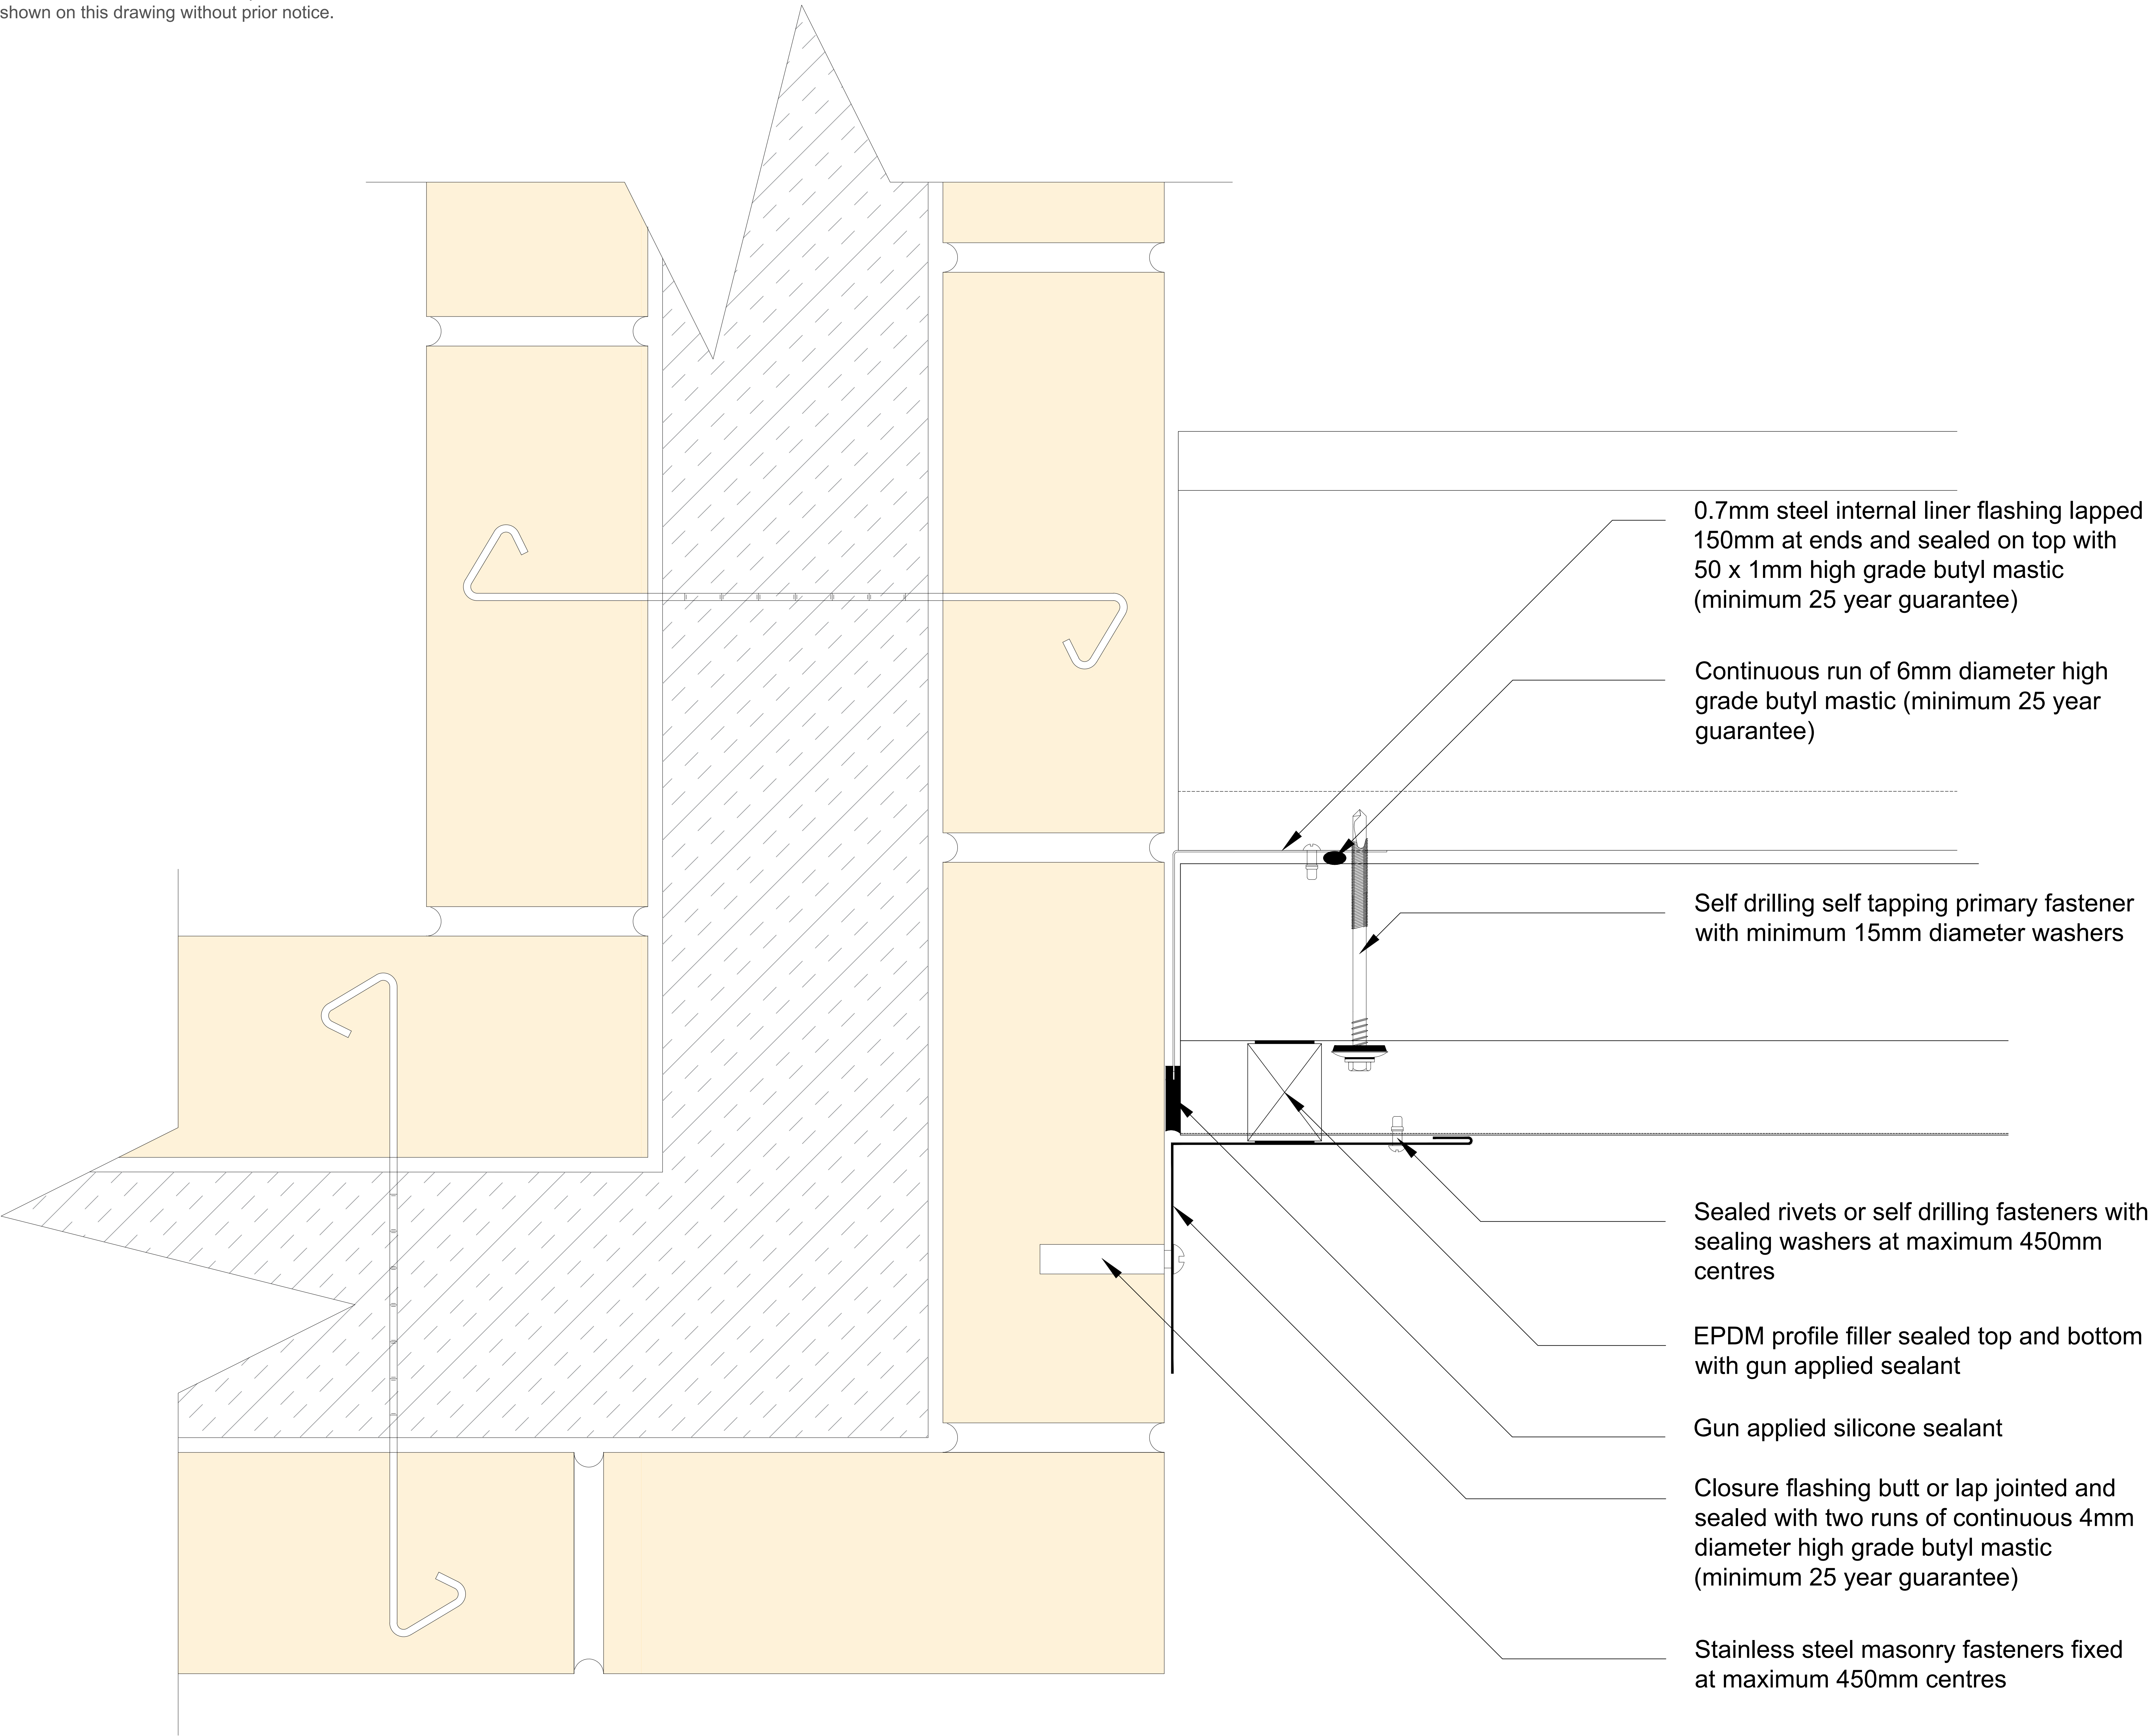 shown on this drawing without prior notice.
0.7mm steel internal liner flashing lapped
150mm at ends and sealed on top with
50 x 1mm high grade butyl mastic
(minimum 25 year guarantee)
Continuous run of 6mm diameter high
grade butyl mastic (minimum 25 year
guarantee)
Self drilling self tapping primary fastener
with minimum 15mm diameter washers
Sealed rivets or self drilling fasteners with
sealing washers at maximum 450mm
centres
EPDM profile filler sealed top and bottom
with gun applied sealant
Gun applied silicone sealant
Closure flashing butt or lap jointed and
sealed with two runs of continuous 4mm
diameter high grade butyl mastic
(minimum 25 year guarantee)
Stainless steel masonry fasteners fixed
at maximum 450mm centres